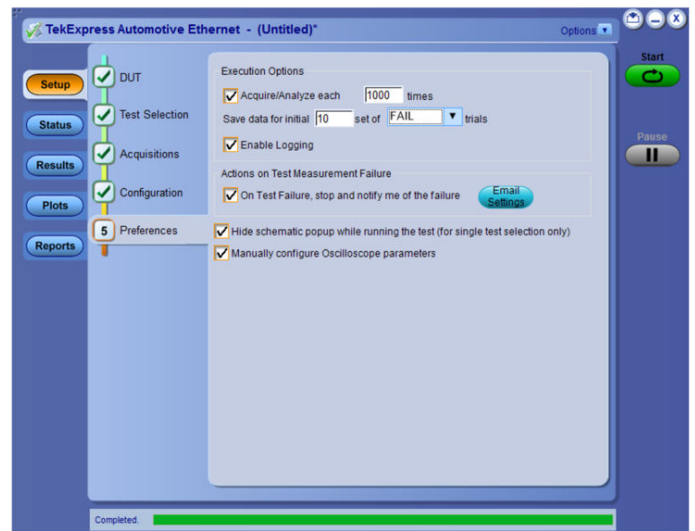 TekExpress Automotive Ethernet - (Untitled)*
Options
Start
Pause
Setup
Status
Results
Plots
Reports
DUT
Test Selection
Acquisitions
Configuration
5 Preferences
Execution Options
Acquire/Analyze each 1000 times
Save data for initial 10 set of FAIL trials
Enable Logging
Actions on Test Measurement Failure
On Test Failure, stop and notify me of the failure
Email
Settings
Hide schematic popup while running the test (for single test selection only)
Manually configure Oscilloscope parameters
Completed.